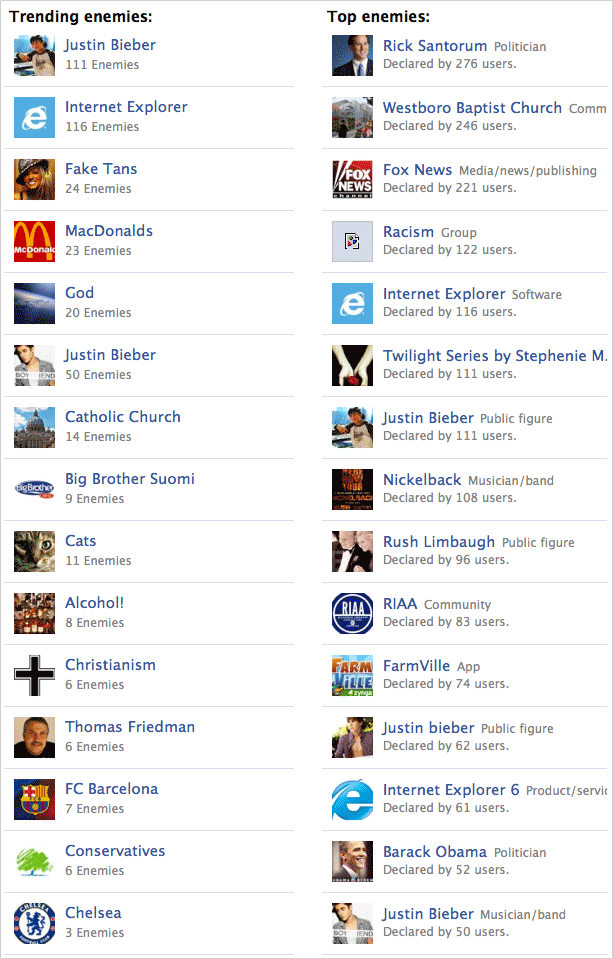 Trending enemies:
Justin Bieber
111 Enemies
Internet Explorer
116 Enemies
Fake Tans
24 Enemies
MacDonalds
23 Enemies
God
20 Enemies
Justin Bieber
50 Enemies
Catholic Church
14 Enemies
Big Brother Suomi
9 Enemies
Cats
11 Enemies
Alcohol!
8 Enemies
Christianism
6 Enemies
Thomas Friedman
6 Enemies
FC Barcelona
7 Enemies
Conservatives
6 Enemies
Chelsea
3 Enemies
Top enemies:
Rick Santorum Politician
Declared by 276 users.
Westboro Baptist Church Comm
Declared by 246 users.
FOX
NEWS
channel
Fox News Media/news/publishing
Declared by 221 users.
Racism Group
Declared by 122 users.
Internet Explorer Software
Declared by 116 users.
Twilight Series by Stephenie M.
Declared by 111 users.
Justin Bieber Public figure
Declared by 111 users.
Nickelback Musician/band
Declared by 108 users.
Rush Limbaugh Public figure
Declared by 96 users.
RIAA
RIAA Community
Declared by 83 users.
FARM
VILLE
zynga
FarmVille App
Declared by 74 users.
Justin bieber Public figure
Declared by 62 users.
Internet Explorer 6 Product/servic
Declared by 61 users.
Barack Obama Politician
Declared by 52 users.
Justin Bieber Musician/band
Declared by 50 users.